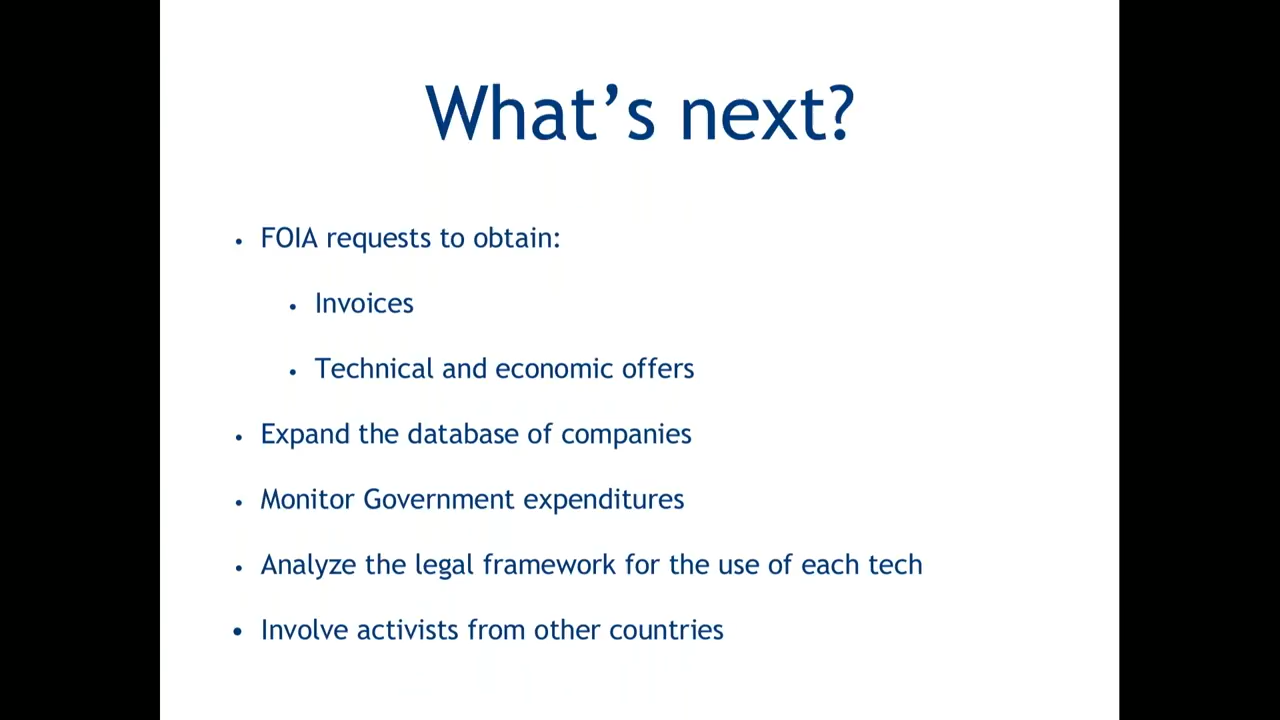 What’s next?
• FOIA requests to obtain:
• Invoices
• Technical and economic offers
• Expand the database of companies
• Monitor Government expenditures
• Analyze the legal framework for the use of each tech
• Involve activists from other countries